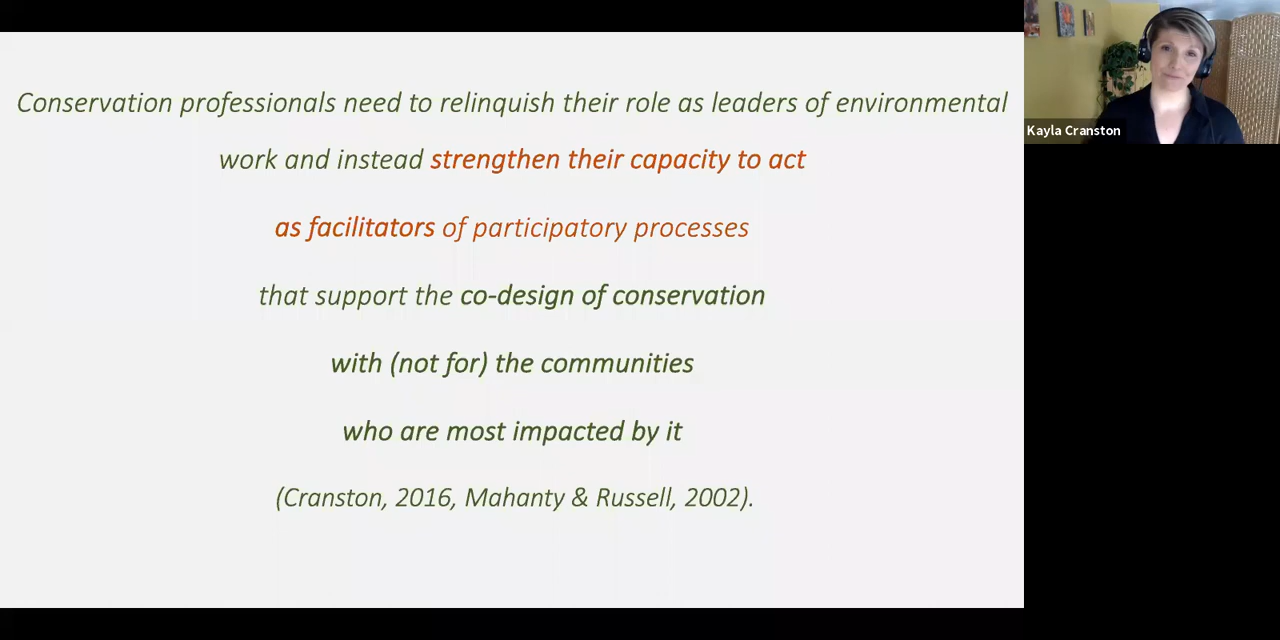 Conservation professionals need to relinquish their role as leaders of environmental
work and instead strengthen their capacity to act
as facilitators of participatory processes
that support the co-design of conservation
with (not for) the communities
who are most impacted by it
(Cranston, 2016, Mahanty & Russell, 2002).
Kayla Cranston